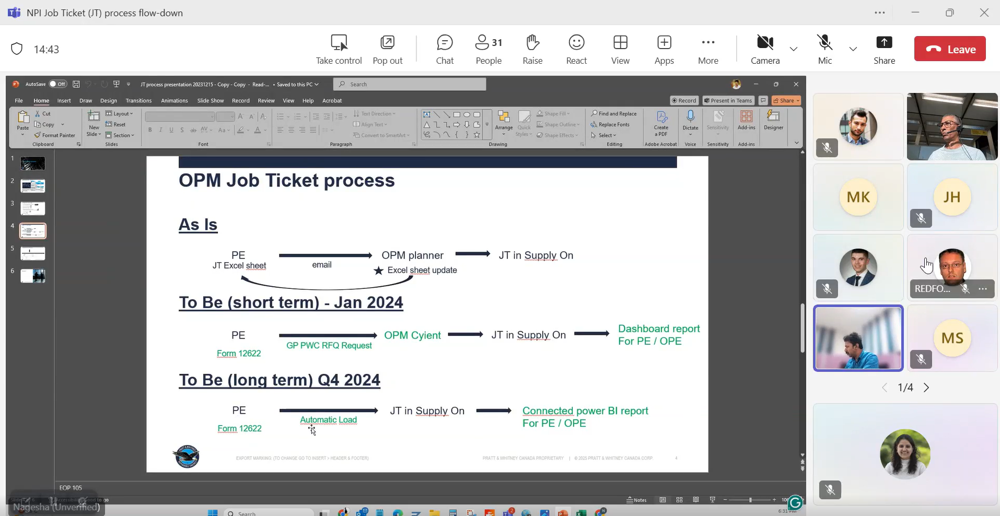 NPI Job Ticket (JT) process flow-down
14:43
Take control
Pop out
Chat
31
People
Raise
React
View
Apps
More
Camera
Mic
Share
Leave
AutoSave Off
JT process presentation 20231215 - Copy - Copy - Read-... • Saved to this PC
Search
File Home Insert Draw Design Transitions Animations Slide Show Record Review View Help Acrobat
Record
Present in Teams
Share
Paste
Cut
Copy
Format Painter
Clipboard
New Slide
Layout
Reset
Section
Slides
Font
Text Direction
Align Text
Convert to SmartArt
Paragraph
Arrange
Quick Styles
Shape Fill
Shape Outline
Shape Effects
Drawing
Find and Replace
Replace Fonts
Select
Editing
Create a PDF
Adobe Acrobat
Dictate
Voice
Sensitivity
Sensitivity
Add-ins
Add-ins
Designer
1
2
3
4
5
6
OPM Job Ticket process
As Is
PE
JT Excel sheet
email
OPM planner
★ Excel sheet update
JT in Supply On
To Be (short term) - Jan 2024
PE
Form 12622
GP PWC RFQ Request
OPM Cyient
JT in Supply On
Dashboard report
For PE / OPE
To Be (long term) Q4 2024
PE
Form 12622
Automatic Load
JT in Supply On
Connected power BI report
For PE / OPE
EXPORT MARKING: (TO CHANGE GO TO INSERT > HEADER & FOOTER)
PRATT & WHITNEY CANADA PROPRIETARY | © 2025 PRATT & WHITNEY CANADA CORP.
4
EOP 105
Notes
Nagesha (Unverified)
Search
MK
JH
REDFO...
MS
1/4